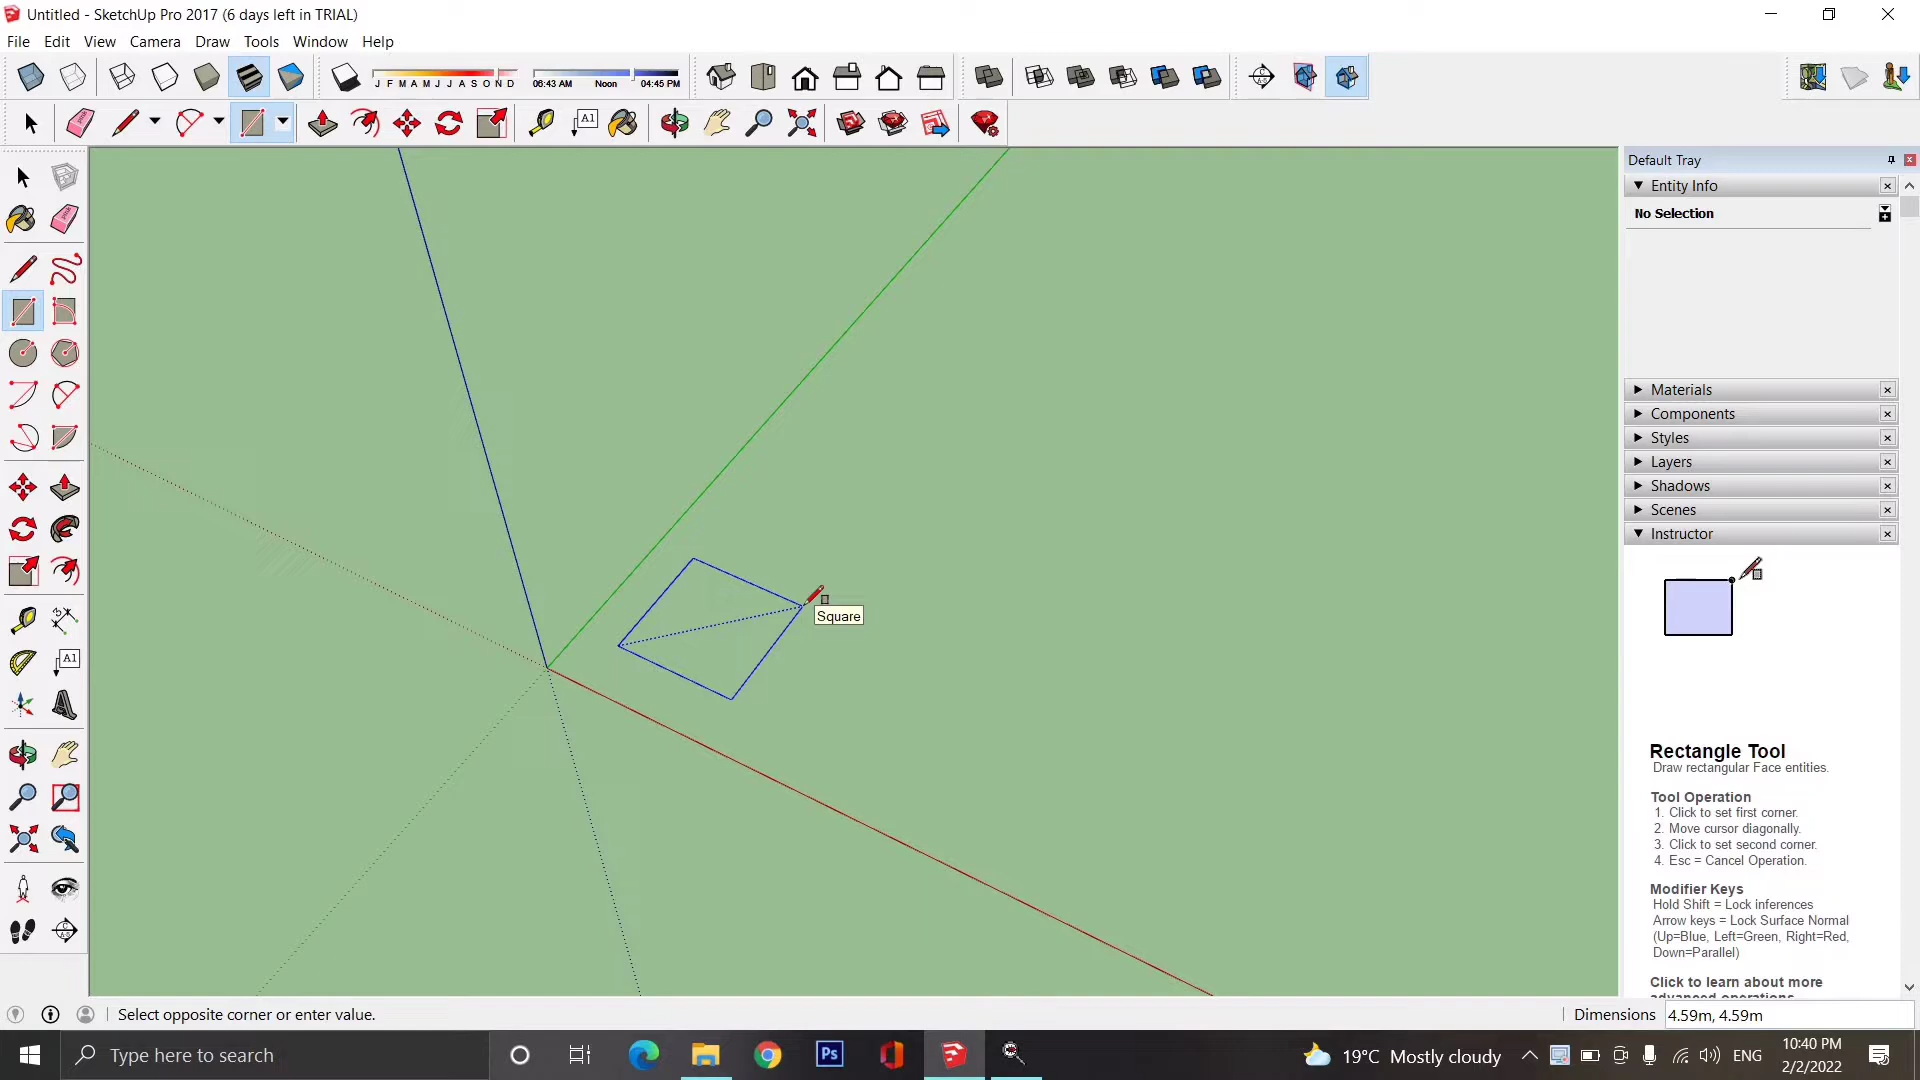 Untitled - SketchUp Pro 2017 (6 days left in TRIAL)
File Edit View Camera Draw Tools Window Help
J F M A M J J A S O N D 06:43 AM Noon 04:45 PM
A1
Default Tray
Entity Info
No Selection
Materials
Components
Styles
Layers
Shadows
Scenes
Instructor
Square
A1
Rectangle Tool
Draw rectangular Face entities.
Tool Operation
1. Click to set first corner.
2. Move cursor diagonally.
3. Click to set second corner.
4. Esc = Cancel Operation.
Modifier Keys
Hold Shift = Lock inferences
Arrow keys = Lock Surface Normal
(Up=Blue, Left=Green, Right=Red,
Down=Parallel)
Click to learn about more
advanced operations
Select opposite corner or enter value.
Dimensions 4.59m, 4.59m
Type here to search
Ps
19°C Mostly cloudy
ENG
10:40 PM
2/2/2022